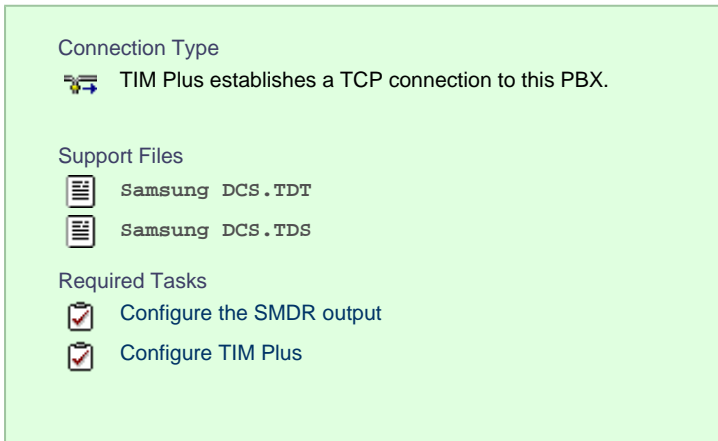 Connection Type
TIM Plus establishes a TCP connection to this PBX.
Support Files
Samsung DCS.TDT
Samsung DCS.TDS
Required Tasks
Configure the SMDR output
Configure TIM Plus